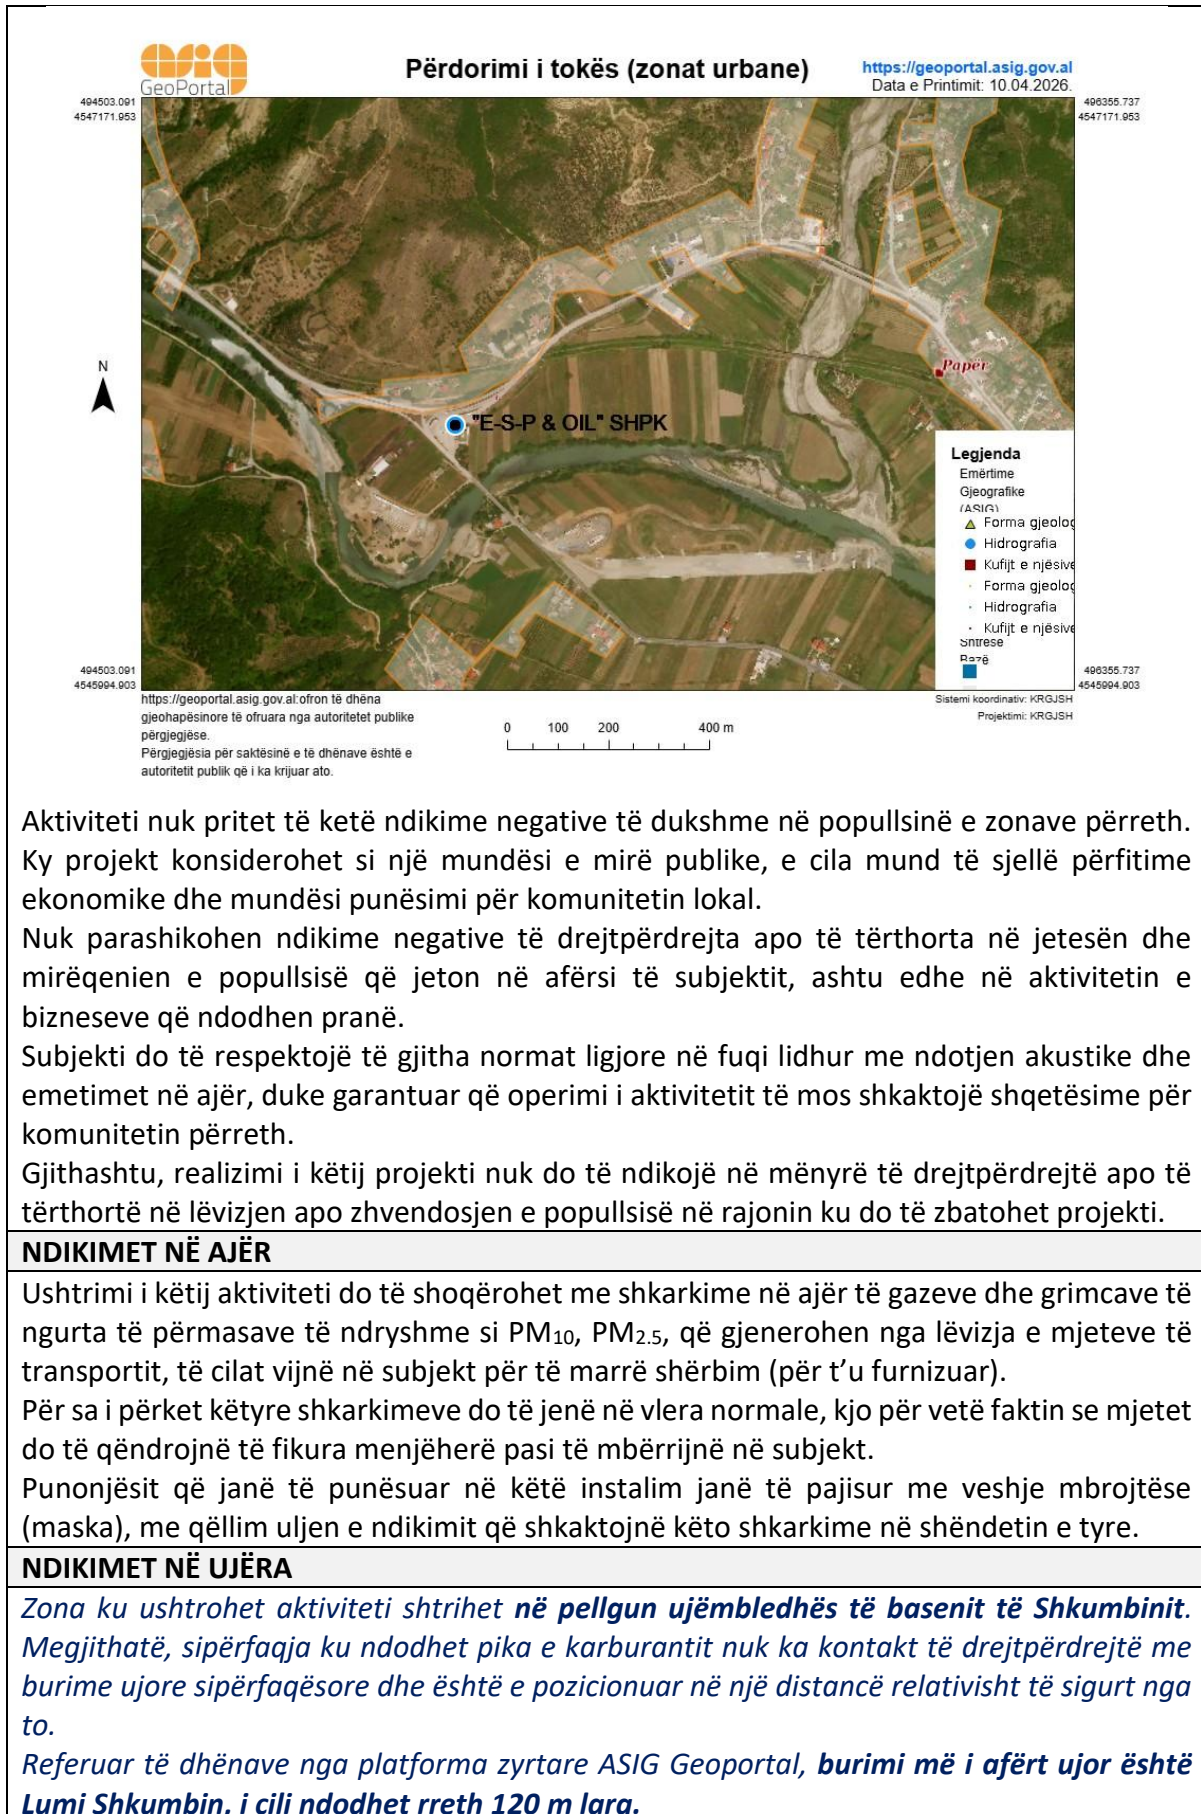 asig
GeoPortal
Përdorimi i tokës (zonat urbane)
https://geoportal.asig.gov.al
Data e Printimit: 10.04.2026.
494503.091
4547171.953
496355.737
4547171.953
N
Papër
"E-S-P & OIL" SHPK
Legjenda
Emërtime
Gjeografike
(ASIG)
Forma gjeolog
Hidrografia
Kufijt e njësive
Forma gjeolog
Hidrografia
Kufijt e njësive
Shtresë
Bazë
494503.091
4545994.903
496355.737
4545994.903
https://geoportal.asig.gov.al:ofron të dhëna
gjeohapësinore të ofruara nga autoritetet publike
përgjegjëse.
Përgjegjësia për saktësinë e të dhënave është e
autoritetit publik që i ka krijuar ato.
0 100 200 400 m
Sistemi koordinativ: KRGJSH
Projektimi: KRGJSH
Aktiviteti nuk pritet të ketë ndikime negative të dukshme në popullsinë e zonave përreth.
Ky projekt konsiderohet si një mundësi e mirë publike, e cila mund të sjellë përfitime
ekonomike dhe mundësi punësimi për komunitetin lokal.
Nuk parashikohen ndikime negative të drejtpërdrejta apo të tërthorta në jetesën dhe
mirëqenien e popullsisë që jeton në afërsi të subjektit, ashtu edhe në aktivitetin e
bizneseve që ndodhen pranë.
Subjekti do të respektojë të gjitha normat ligjore në fuqi lidhur me ndotjen akustike dhe
emetimet në ajër, duke garantuar që operimi i aktivitetit të mos shkaktojë shqetësime për
komunitetin përreth.
Gjithashtu, realizimi i këtij projekti nuk do të ndikojë në mënyrë të drejtpërdrejtë apo të
tërthortë në lëvizjen apo zhvendosjen e popullsisë në rajonin ku do të zbatohet projekti.
NDIKIMET NË AJËR
Ushtrimi i këtij aktiviteti do të shoqërohet me shkarkime në ajër të gazeve dhe grimcave të
ngurta të përmasave të ndryshme si PM10, PM2.5, që gjenerohen nga lëvizja e mjeteve të
transportit, të cilat vijnë në subjekt për të marrë shërbim (për t’u furnizuar).
Për sa i përket këtyre shkarkimeve do të jenë në vlera normale, kjo për vetë faktin se mjetet
do të qëndrojnë të fikura menjëherë pasi të mbërrijnë në subjekt.
Punonjësit që janë të punësuar në këtë instalim janë të pajisur me veshje mbrojtëse
(maska), me qëllim uljen e ndikimit që shkaktojnë këto shkarkime në shëndetin e tyre.
NDIKIMET NË UJËRA
Zona ku ushtrohet aktiviteti shtrihet në pellgun ujëmbledhës të basenit të Shkumbinit.
Megjithatë, sipërfaqja ku ndodhet pika e karburantit nuk ka kontakt të drejtpërdrejtë me
burime ujore sipërfaqësore dhe është e pozicionuar në një distancë relativisht të sigurt nga
to.
Referuar të dhënave nga platforma zyrtare ASIG Geoportal, burimi më i afërt ujor është
Lumi Shkumbin, i cili ndodhet rreth 120 m larg.